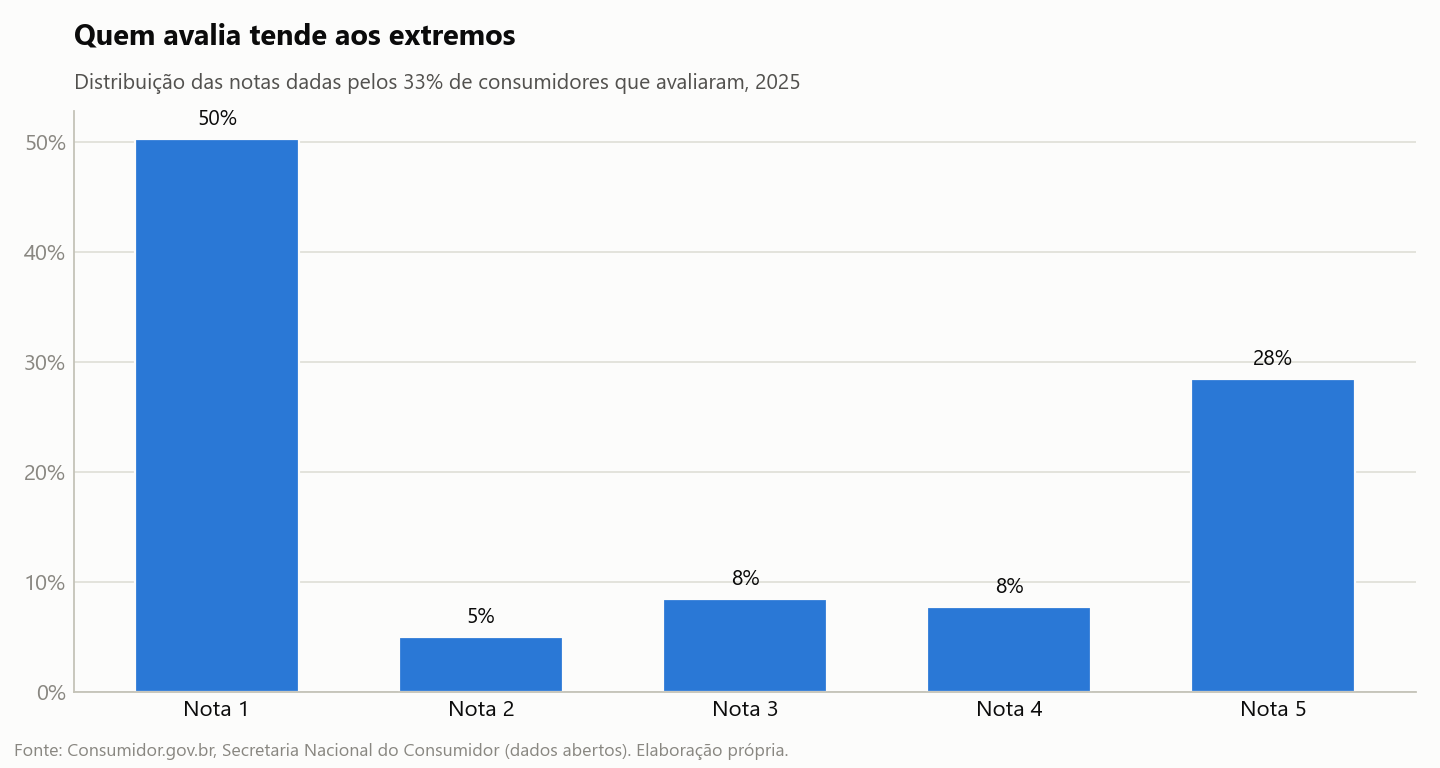 Quem avalia tende aos extremos
Distribuição das notas dadas pelos 33% de consumidores que avaliaram, 2025
50%
50%
40%
30%
28%
20%
10%
8%
8%
5%
0%
Nota 1 Nota 2 Nota 3 Nota 4 Nota 5
Fonte: Consumidor.gov.br, Secretaria Nacional do Consumidor (dados abertos). Elaboração própria.